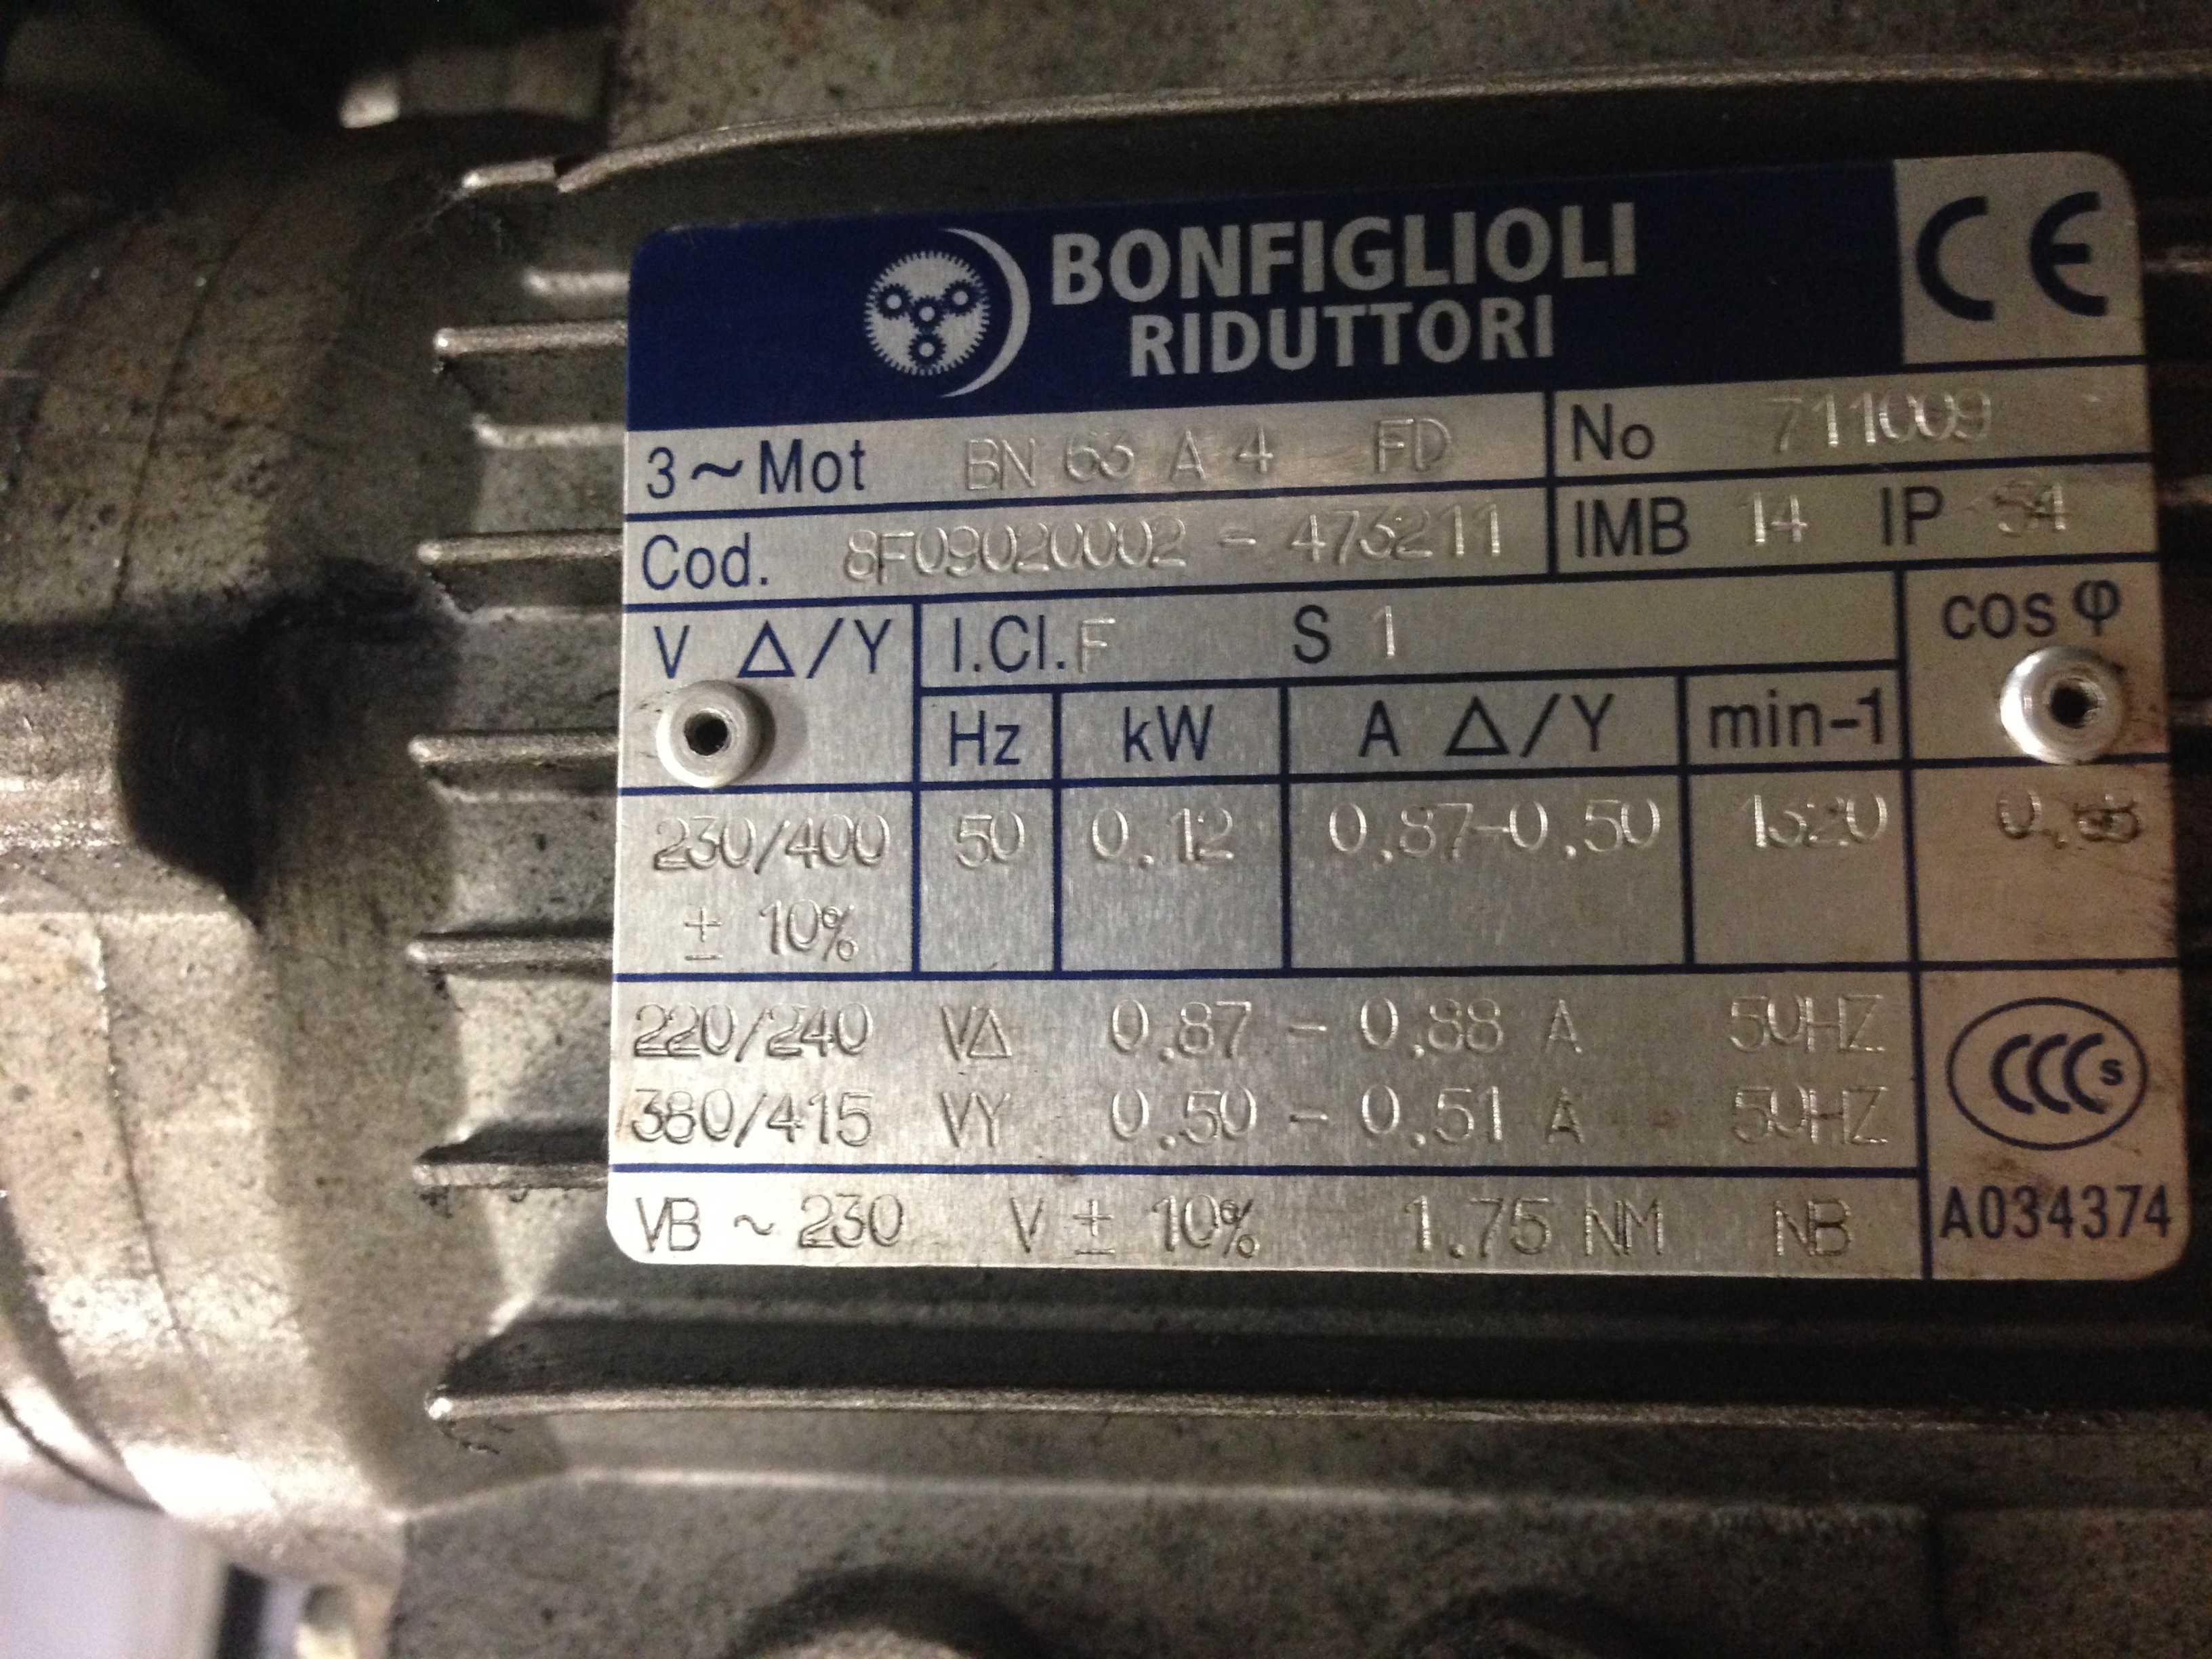 BONFIGLIOLI
RIDUTTORI
CE
3~Mot BN 63 A 4 FD
No 711009
Cod. 8F09020002 - 473211
IMB 14 IP 54
V Δ/Y
I.Cl. F S 1
cos φ
Hz kW A Δ/Y min-1
230/400 50 0.12 0.87-0.50 1320
± 10%
220/240 VΔ 0.87 - 0.88 A 50HZ
380/415 VY 0.50 - 0.51 A 50HZ
CCC S
VB ~ 230 V ± 10% 1.75 NM NB
A034374